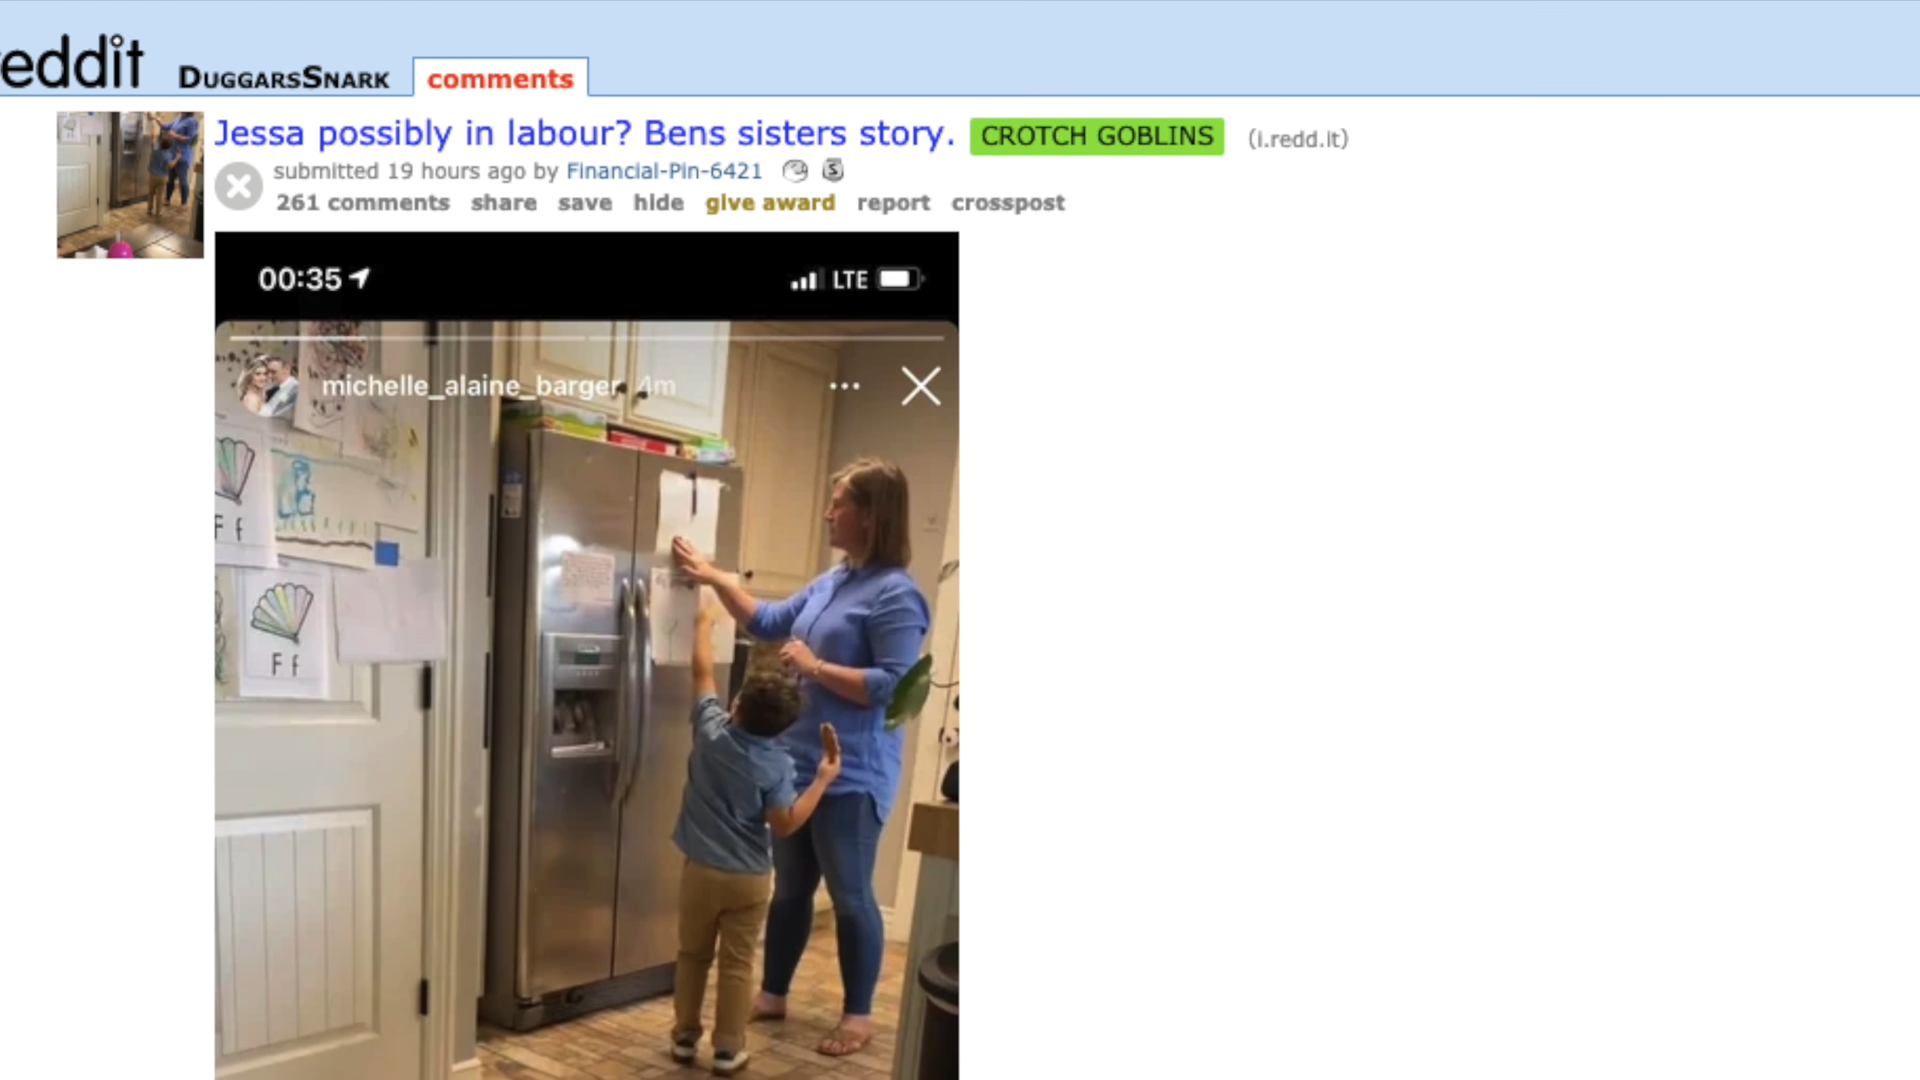 reddit DUGGARSSNARK comments
Jessa possibly in labour? Bens sisters story. CROTCH GOBLINS (i.redd.it)
submitted 19 hours ago by Financial-Pin-6421
261 comments share save hide give award report crosspost
00:35 LTE
michelle_alaine_barger 4m
F f
F f